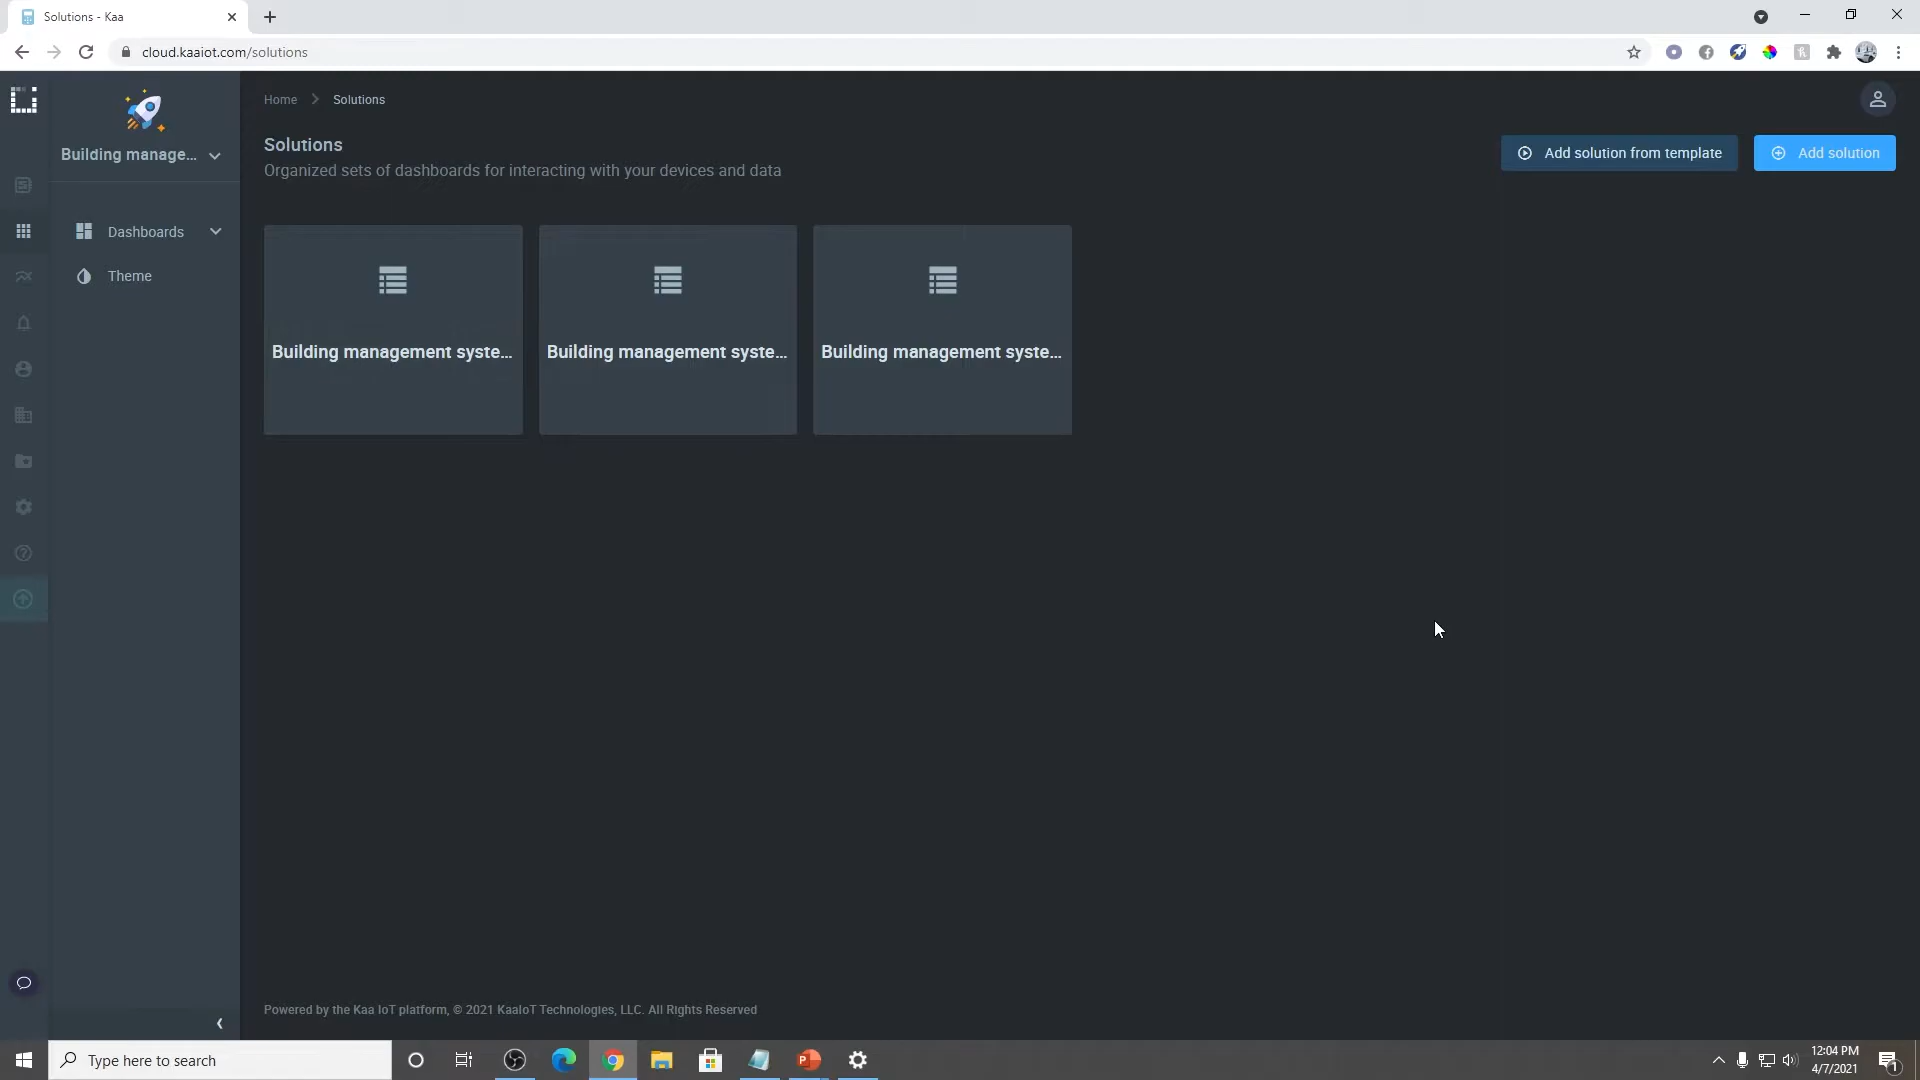 Solutions - Kaa
cloud.kaaiot.com/solutions
Building manage...
Dashboards
Theme
Home
Solutions
Solutions
Organized sets of dashboards for interacting with your devices and data
Add solution from template
Add solution
Building management syste...
Building management syste...
Building management syste...
Powered by the Kaa IoT platform, © 2021 KaaIoT Technologies, LLC. All Rights Reserved
Type here to search
12:04 PM
4/7/2021
1